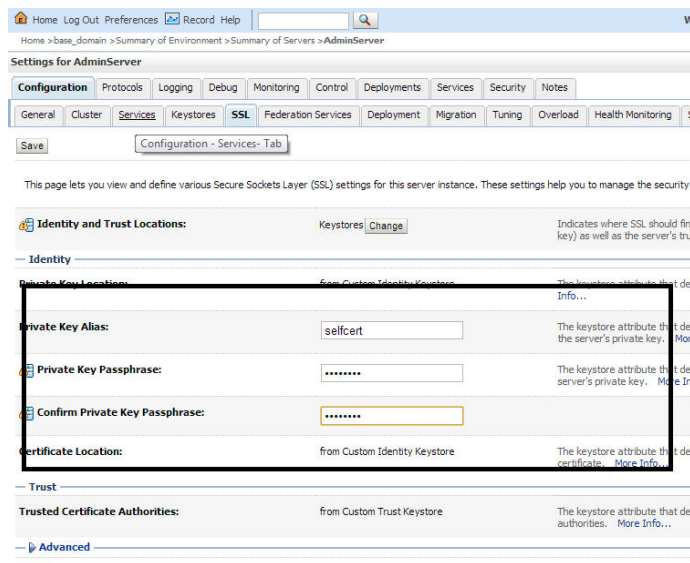 Home Log Out Preferences Record Help
Home >base_domain >Summary of Environment >Summary of Servers >AdminServer
Settings for AdminServer
Configuration Protocols Logging Debug Monitoring Control Deployments Services Security Notes
General Cluster Services Keystores SSL Federation Services Deployment Migration Tuning Overload Health Monitoring
Save Configuration - Services- Tab
This page lets you view and define various Secure Sockets Layer (SSL) settings for this server instance. These settings help you to manage the security
Identity and Trust Locations: Keystores Change Indicates where SSL should
key) as well as the server's
Identity
Private Key Location: from Custom Identity Keystore The keystore attribute that
Info...
Private Key Alias: selfcert The keystore attribute that
the server's private key.
Private Key Passphrase: •••••••• The keystore attribute that
server's private key. More
Confirm Private Key Passphrase: ••••••••
Certificate Location: from Custom Identity Keystore The keystore attribute that
certificate. More Info...
Trust
Trusted Certificate Authorities: from Custom Trust Keystore The keystore attribute that
authorities. More Info...
Advanced